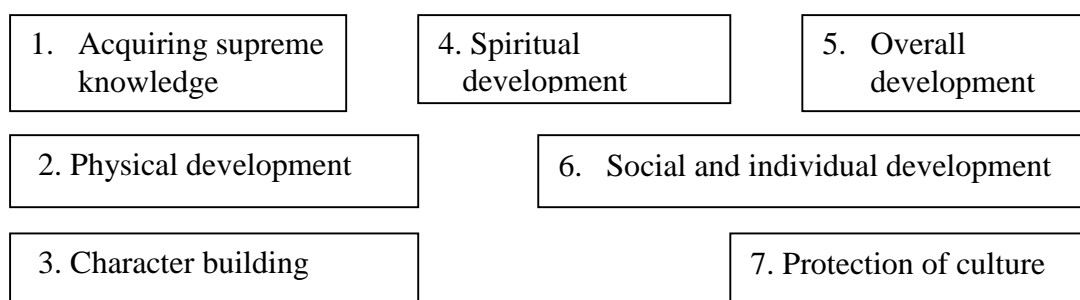 1. Acquiring supreme
knowledge
4. Spiritual
development
5. Overall
development
2. Physical development
6. Social and individual development
3. Character building
7. Protection of culture